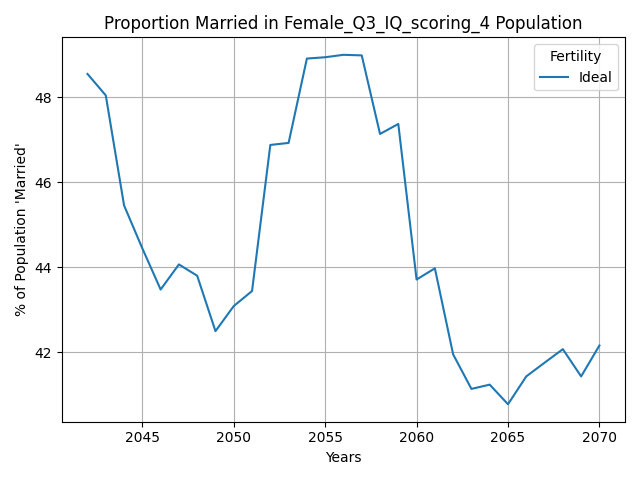 Proportion Married in Female_Q3_IQ_scoring_4 Population
Fertility
Ideal
% of Population 'Married'
48
46
44
42
2045 2050 2055 2060 2065 2070
Years